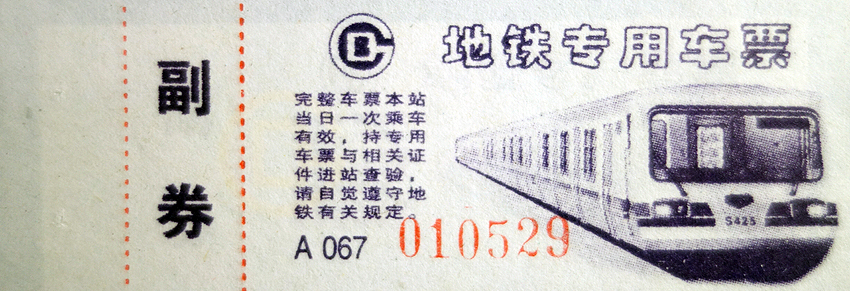 副券
地铁专用车票
完整车票本站
当日一次乘车
有效，持专用
车票与相关证
件进站查验，
请自觉遵守地
铁有关规定。
A 067
010529
S425